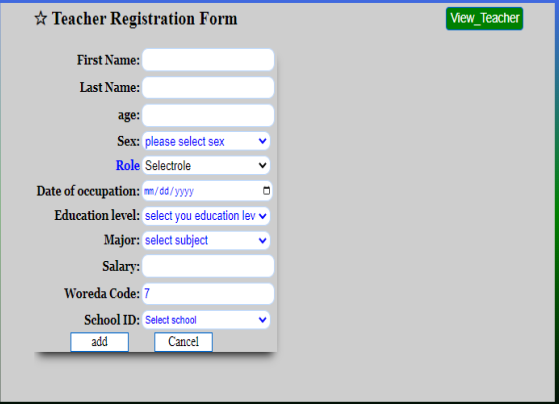 ☆ Teacher Registration Form
View_Teacher
First Name:
Last Name:
age:
Sex: please select sex
Role Selectrole
Date of occupation: mm/dd/yyyy
Education level: select you education lev
Major: select subject
Salary:
Woreda Code: 7
School ID: Select school
add Cancel